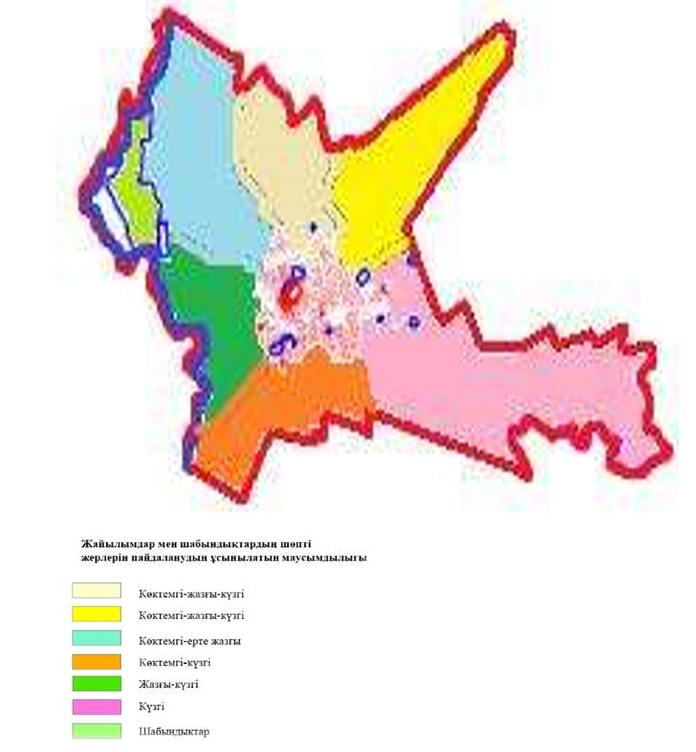 Жайылымдар мен шабындықтардың шөпті
жерлерін пайдаланудың ұсынылатын маусымдылығы
Көктемгі-жазғы-күзгі
Көктемгі-жазғы-күзгі
Көктемгі-ерте жазғы
Көктемгі-күзгі
Жазғы-күзгі
Күзгі
Шабындықтар